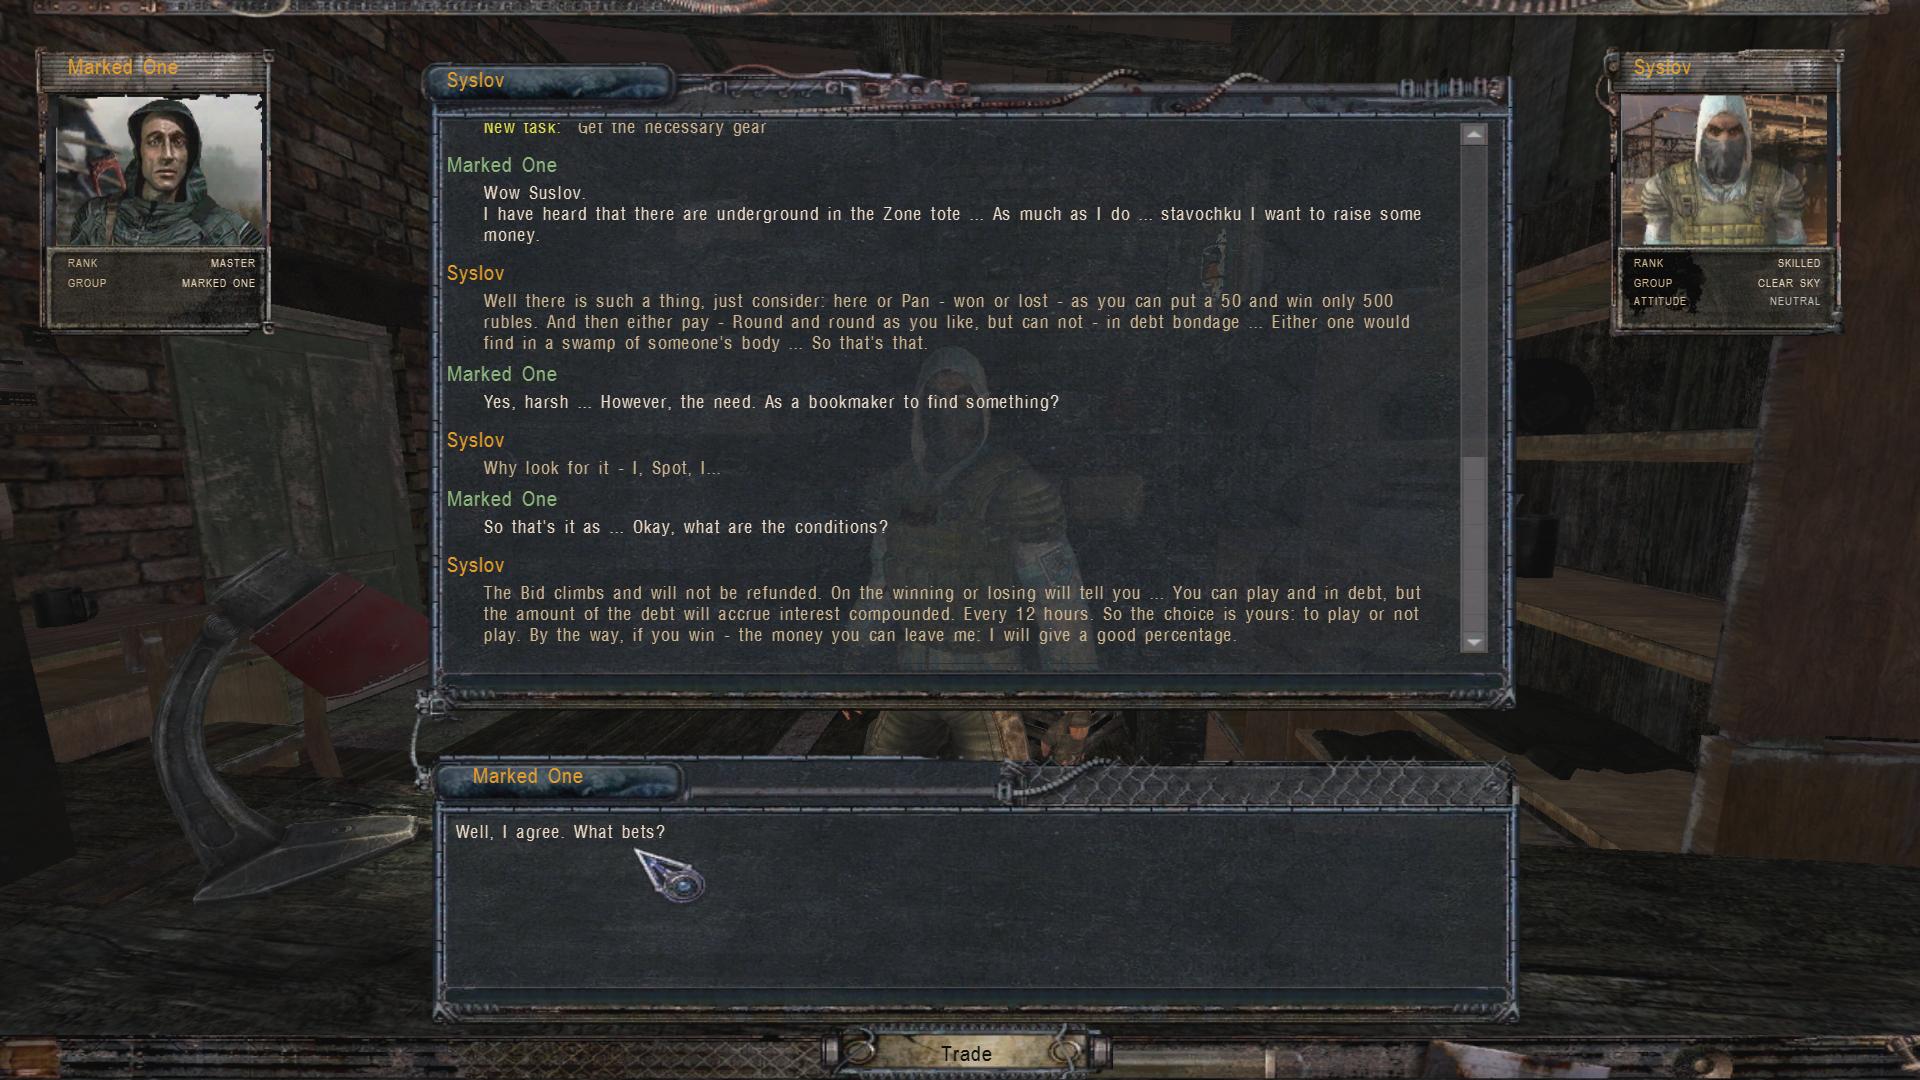 Marked One
RANK MASTER
GROUP MARKED ONE
Syslov
New task: Get the necessary gear
Marked One
Wow Suslov.
I have heard that there are underground in the Zone tote ... As much as I do ... stavochku I want to raise some
money.
Syslov
Well there is such a thing, just consider: here or Pan - won or lost - as you can put a 50 and win only 500
rubles. And then either pay - Round and round as you like, but can not - in debt bondage ... Either one would
find in a swamp of someone's body ... So that's that.
Marked One
Yes, harsh ... However, the need. As a bookmaker to find something?
Syslov
Why look for it - I, Spot, I...
Marked One
So that's it as ... Okay, what are the conditions?
Syslov
The Bid climbs and will not be refunded. On the winning or losing will tell you ... You can play and in debt, but
the amount of the debt will accrue interest compounded. Every 12 hours. So the choice is yours: to play or not
play. By the way, if you win - the money you can leave me: I will give a good percentage.
Syslov
RANK SKILLED
GROUP CLEAR SKY
ATTITUDE NEUTRAL
Marked One
Well, I agree. What bets?
Trade